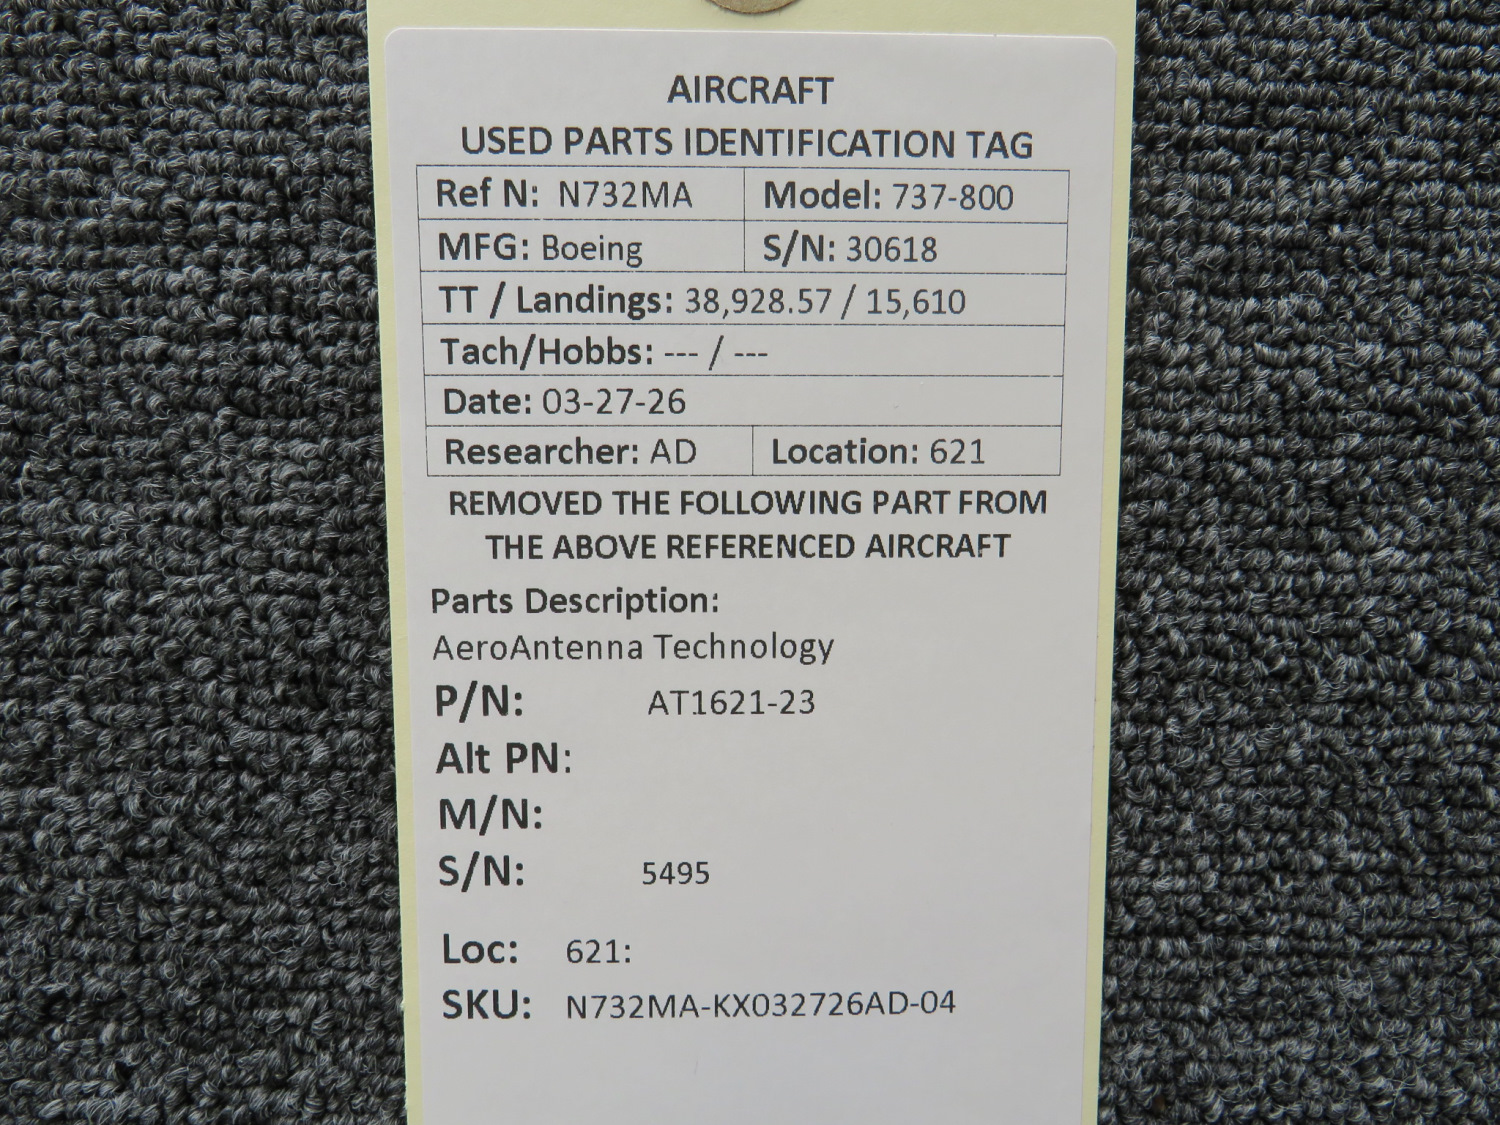 AIRCRAFT
USED PARTS IDENTIFICATION TAG
Ref N: N732MA Model: 737-800
MFG: Boeing S/N: 30618
TT / Landings: 38,928.57 / 15,610
Tach/Hobbs: --- / ---
Date: 03-27-26
Researcher: AD Location: 621
REMOVED THE FOLLOWING PART FROM
THE ABOVE REFERENCED AIRCRAFT
Parts Description:
AeroAntenna Technology
P/N: AT1621-23
Alt PN:
M/N:
S/N: 5495
Loc: 621:
SKU: N732MA-KX032726AD-04